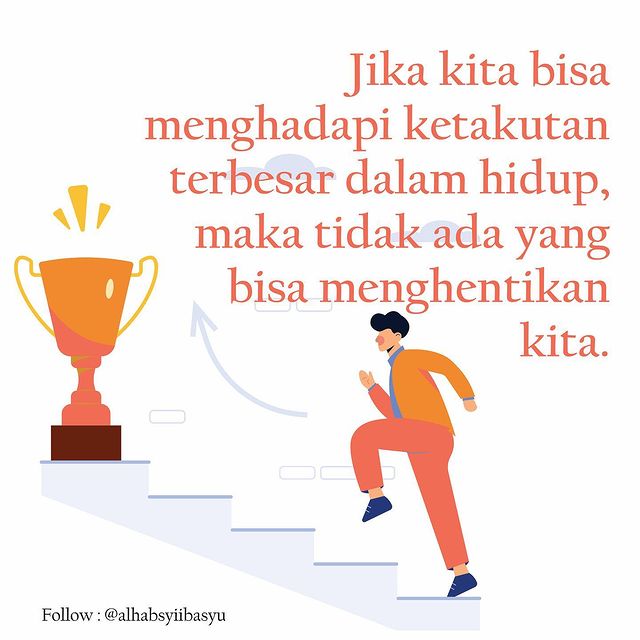 Jika kita bisa
menghadapi ketakutan
terbesar dalam hidup,
maka tidak ada yang
bisa menghentikan
kita.
Follow : @alhabsyiibasyu